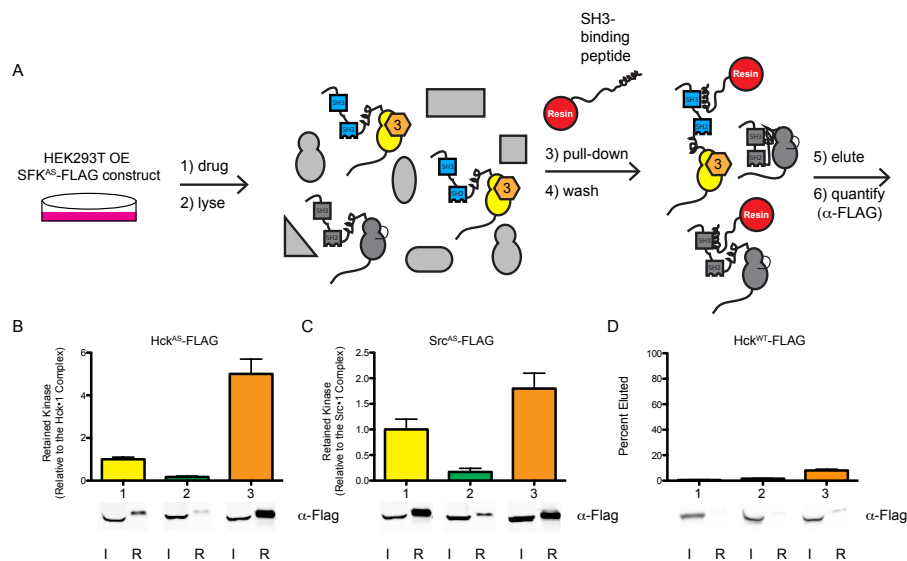 A
HEK293T OE
SFK^AS-FLAG construct
1) drug
2) lyse
SH3
SH2
3
SH3
SH2
3
SH3
SH2
SH3-
binding
peptide
Resin
3) pull-down
4) wash
Resin
SH3
SH2
3
SH3
SH2
Resin
SH3
SH2
5) elute
6) quantify
(α-FLAG)
B
Hck^AS-FLAG
Retained Kinase
(Relative to the Hck•1 Complex)
6
4
2
0
1
2
3
I R I R I R
α-Flag
C
Src^AS-FLAG
Retained Kinase
(Relative to the Src•1 Complex)
2.5
2.0
1.5
1.0
0.5
0.0
1
2
3
I R I R I R
α-Flag
D
Hck^WT-FLAG
Percent Eluted
100
80
60
40
20
0
1
2
3
I R I R I R
α-Flag